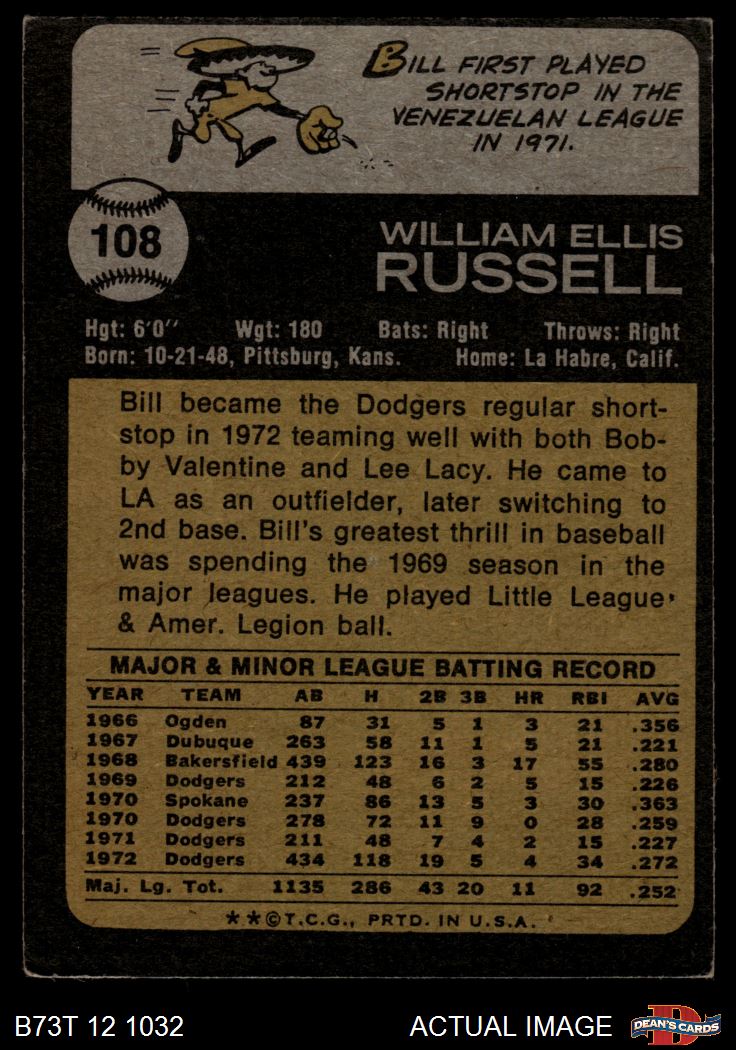 BILL FIRST PLAYED
SHORTSTOP IN THE
VENEZUELAN LEAGUE
IN 1971.
108
WILLIAM ELLIS
RUSSELL
Hgt: 6'0" Wgt: 180 Bats: Right Throws: Right
Born: 10-21-48, Pittsburg, Kans. Home: La Habre, Calif.
Bill became the Dodgers regular short-
stop in 1972 teaming well with both Bob-
by Valentine and Lee Lacy. He came to
LA as an outfielder, later switching to
2nd base. Bill's greatest thrill in baseball
was spending the 1969 season in the
major leagues. He played Little League
& Amer. Legion ball.
MAJOR & MINOR LEAGUE BATTING RECORD
YEAR TEAM AB H 2B 3B HR RBI AVG
1966 Ogden 87 31 5 1 3 21 .356
1967 Dubuque 263 58 11 1 5 21 .221
1968 Bakersfield 439 123 16 3 17 55 .280
1969 Dodgers 212 48 6 2 5 15 .226
1970 Spokane 237 86 13 5 3 30 .363
1970 Dodgers 278 72 11 9 0 28 .259
1971 Dodgers 211 48 7 4 2 15 .227
1972 Dodgers 434 118 19 5 4 34 .272
Maj. Lg. Tot. 1135 286 43 20 11 92 .252
**©T.C.G., PRTD. IN U.S.A.
B73T 12 1032 ACTUAL IMAGE DEAN'S CARDS